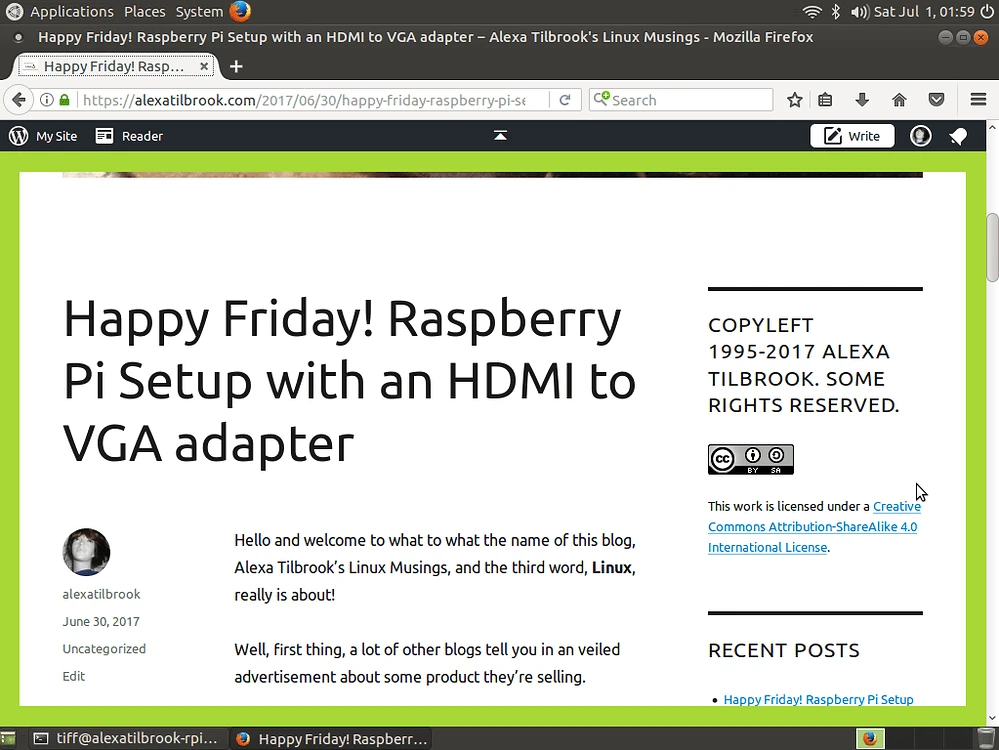 Applications Places System Sat Jul 1, 01:59
Happy Friday! Raspberry Pi Setup with an HDMI to VGA adapter – Alexa Tilbrook's Linux Musings - Mozilla Firefox
Happy Friday! Rasp...
https://alexatilbrook.com/2017/06/30/happy-friday-raspberry-pi-se Search
My Site Reader Write
Happy Friday! Raspberry
Pi Setup with an HDMI to
VGA adapter
alexatilbrook
June 30, 2017
Uncategorized
Edit
Hello and welcome to what to what the name of this blog,
Alexa Tilbrook’s Linux Musings, and the third word, Linux,
really is about!
Well, first thing, a lot of other blogs tell you in an veiled
advertisement about some product they’re selling.
COPYLEFT
1995-2017 ALEXA
TILBROOK. SOME
RIGHTS RESERVED.
cc BY SA
This work is licensed under a Creative
Commons Attribution-ShareAlike 4.0
International License.
RECENT POSTS
Happy Friday! Raspberry Pi Setup
tiff@alexatilbrook-rpi... Happy Friday! Raspberr...